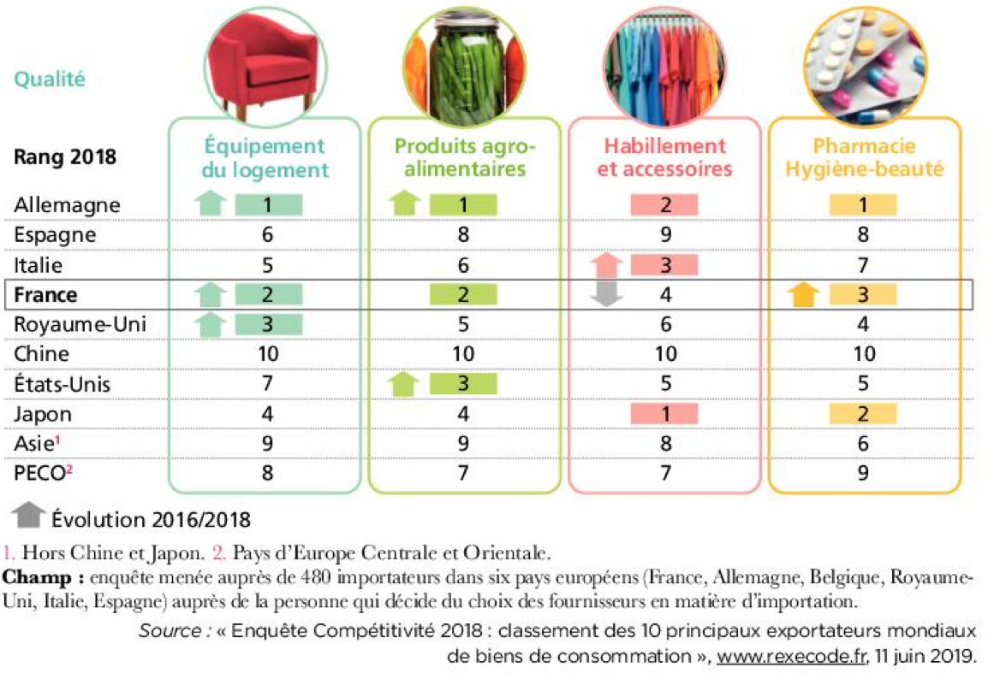 Qualité
Rang 2018
Équipement
du logement
Produits agro-
alimentaires
Habillement
et accessoires
Pharmacie
Hygiène-beauté
Allemagne 1 1 2 1
Espagne 6 8 9 8
Italie 5 6 3 7
France 2 2 4 3
Royaume-Uni 3 5 6 4
Chine 10 10 10 10
États-Unis 7 3 5 5
Japon 4 4 1 2
Asie¹ 9 9 8 6
PECO² 8 7 7 9
Évolution 2016/2018
1. Hors Chine et Japon. 2. Pays d'Europe Centrale et Orientale.
Champ : enquête menée auprès de 480 importateurs dans six pays européens (France, Allemagne, Belgique, Royaume-
Uni, Italie, Espagne) auprès de la personne qui décide du choix des fournisseurs en matière d'importation.
Source : « Enquête Compétitivité 2018 : classement des 10 principaux exportateurs mondiaux
de biens de consommation », www.rexecode.fr, 11 juin 2019.